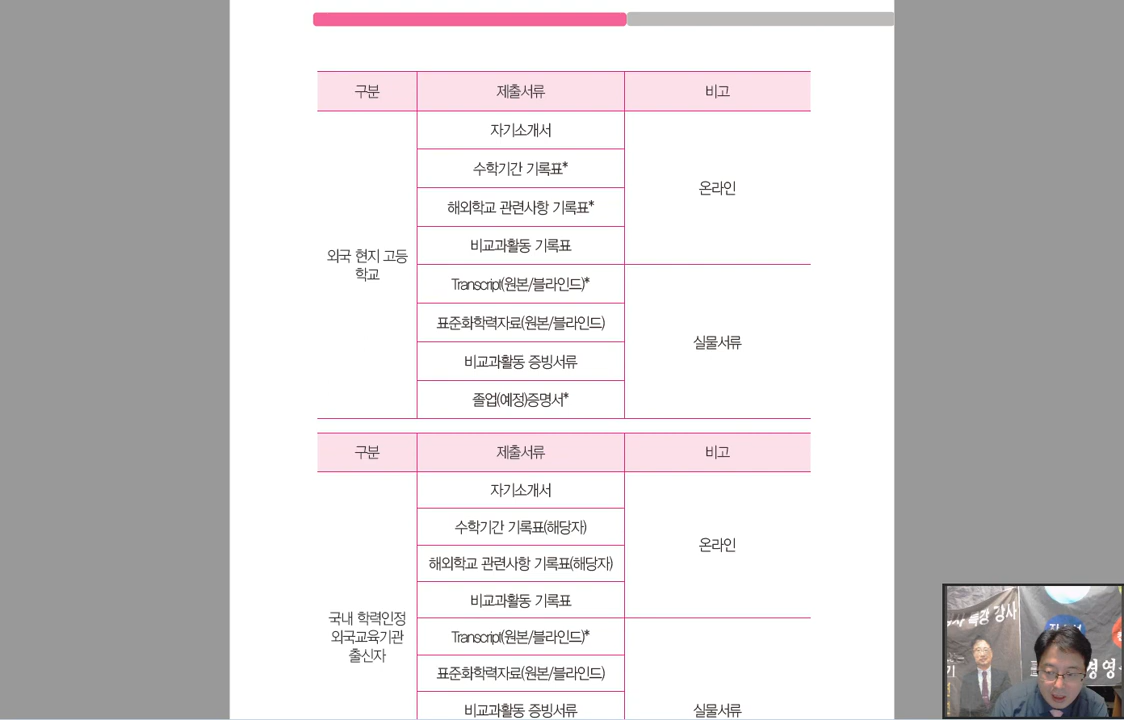 구분 제출서류 비고
자기소개서
수학기간 기록표*
온라인
해외학교 관련사항 기록표*
비교과활동 기록표
외국 현지 고등
학교
Transcript(원본/블라인드)*
표준화학력자료(원본/블라인드)
실물서류
비교과활동 증빙서류
졸업(예정)증명서*
구분 제출서류 비고
자기소개서
수학기간 기록표(해당자)
온라인
해외학교 관련사항 기록표(해당자)
비교과활동 기록표
국내 학력인정
외국교육기관
출신자
Transcript(원본/블라인드)*
표준화학력자료(원본/블라인드)
비교과활동 증빙서류
실물서류
특강 강사
경영